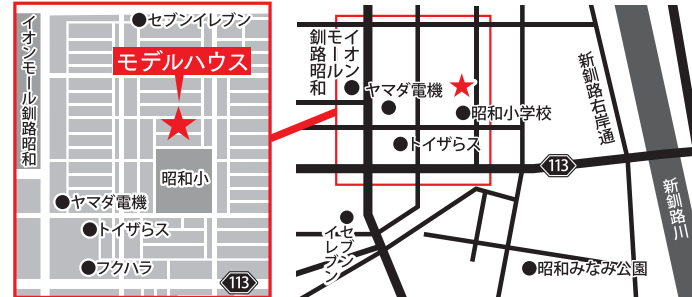 セブンイレブン
イオンモール釧路昭和
モデルハウス
昭和小
ヤマダ電機
トイザらス
フクハラ
113
イオン
モール
釧路昭和
ヤマダ電機
昭和小学校
トイザらス
新釧路右岸通
113
新釧路川
セブン
イレブン
昭和みなみ公園